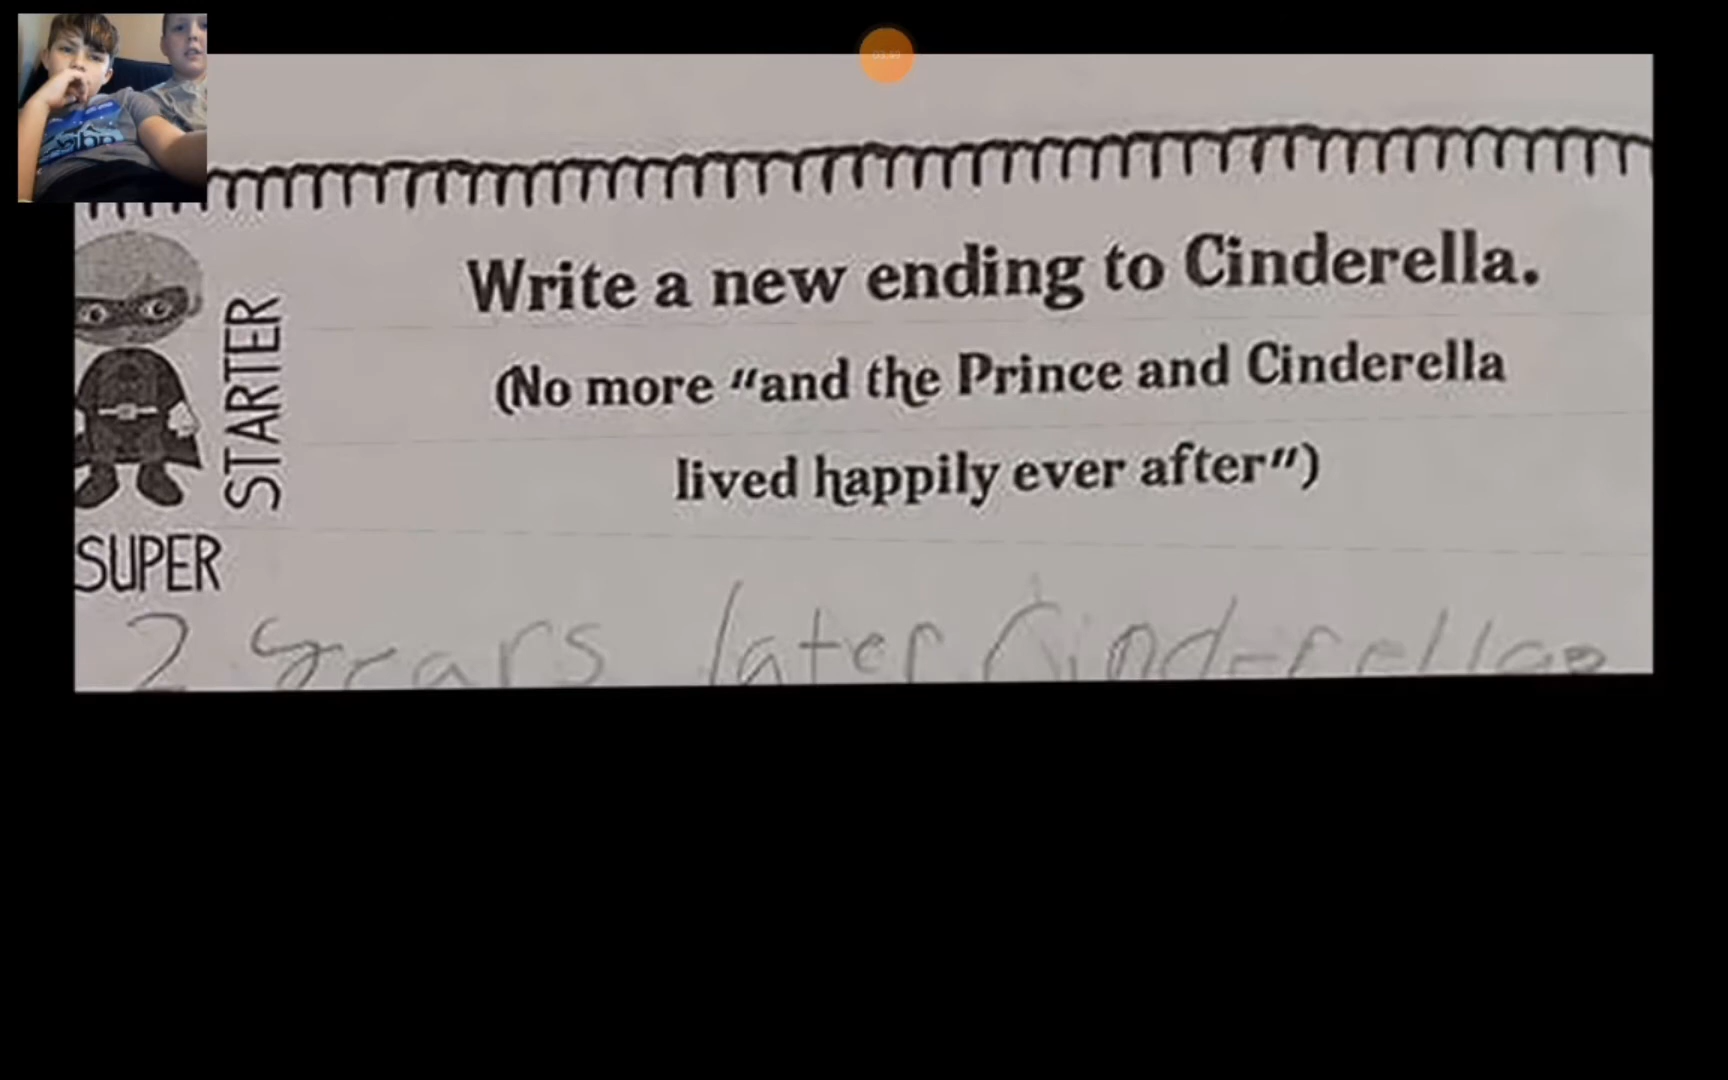 Write a new ending to Cinderella.
(No more "and the Prince and Cinderella
lived happily ever after")
STARTER
SUPER
2 years later